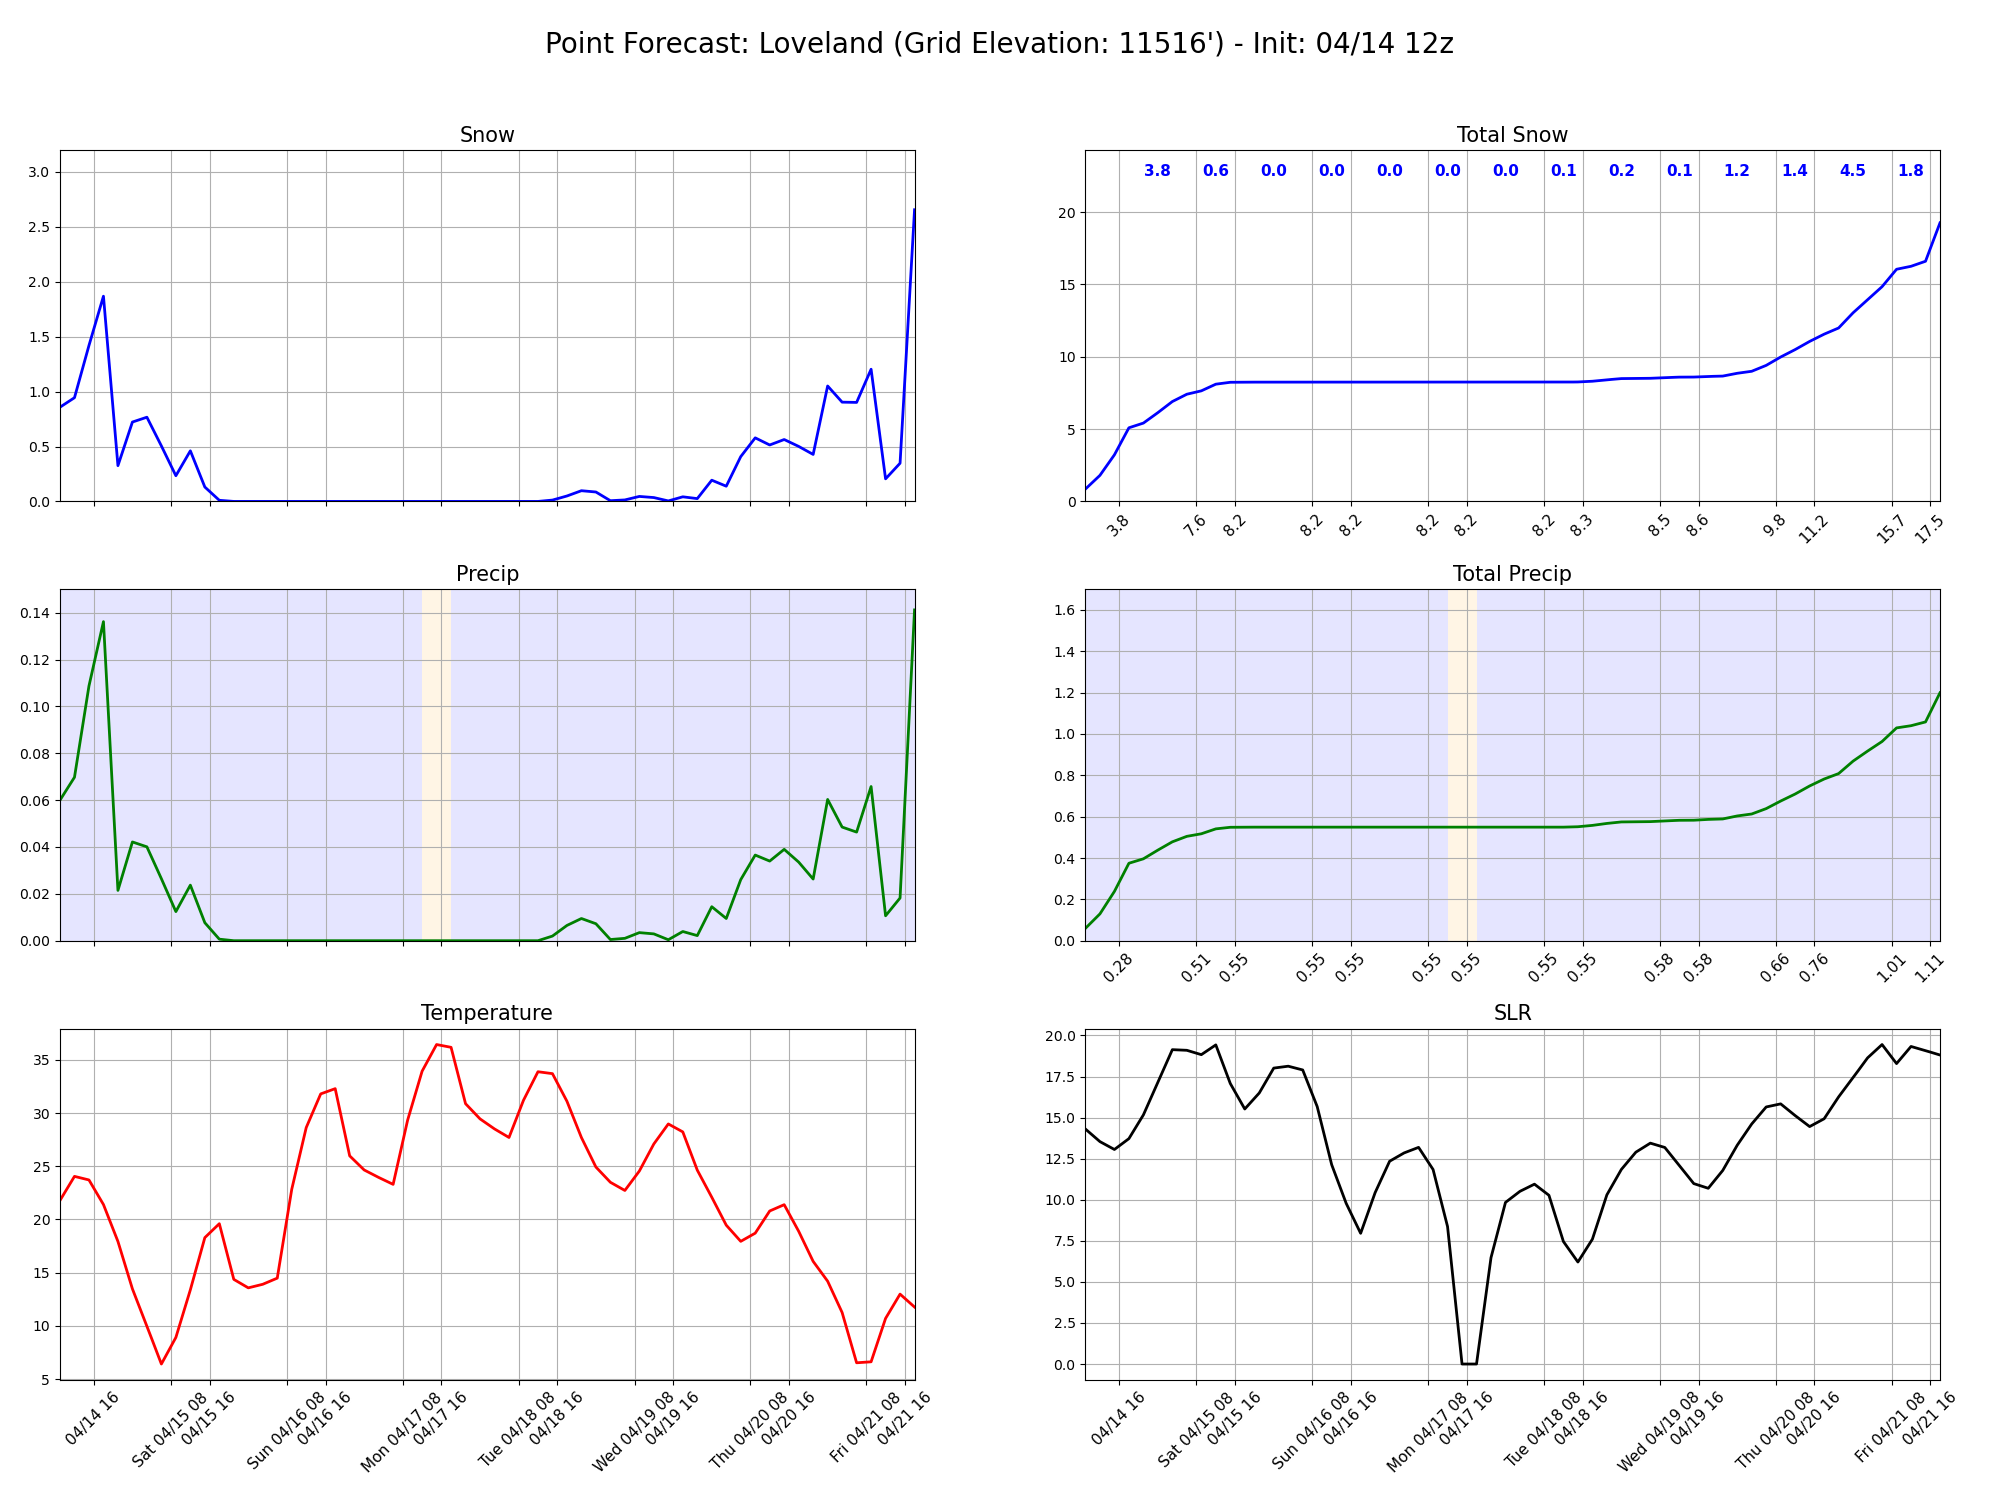 Point Forecast: Loveland (Grid Elevation: 11516') - Init: 04/14 12z
Snow
3.0
2.5
2.0
1.5
1.0
0.5
0.0
Total Snow
3.8 0.6 0.0 0.0 0.0 0.0 0.0 0.1 0.2 0.1 1.2 1.4 4.5 1.8
20
15
10
5
0
3.8 7.6 8.2 8.2 8.2 8.2 8.2 8.2 8.3 8.5 8.6 9.8 11.2 15.7 17.5
Precip
0.14
0.12
0.10
0.08
0.06
0.04
0.02
0.00
Total Precip
1.6
1.4
1.2
1.0
0.8
0.6
0.4
0.2
0.0
0.28 0.51 0.55 0.55 0.55 0.55 0.55 0.55 0.55 0.58 0.58 0.66 0.76 1.01 1.11
Temperature
35
30
25
20
15
10
5
04/14 16
Sat 04/15 08
04/15 16
Sun 04/16 08
04/16 16
Mon 04/17 08
04/17 16
Tue 04/18 08
04/18 16
Wed 04/19 08
04/19 16
Thu 04/20 08
04/20 16
Fri 04/21 08
04/21 16
SLR
20.0
17.5
15.0
12.5
10.0
7.5
5.0
2.5
0.0
04/14 16
Sat 04/15 08
04/15 16
Sun 04/16 08
04/16 16
Mon 04/17 08
04/17 16
Tue 04/18 08
04/18 16
Wed 04/19 08
04/19 16
Thu 04/20 08
04/20 16
Fri 04/21 08
04/21 16